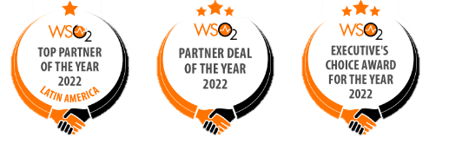 WSO2
TOP PARTNER
OF THE YEAR
2022
LATIN AMERICA
WSO2
PARTNER DEAL
OF THE YEAR
2022
WSO2
EXECUTIVE'S
CHOICE AWARD
FOR THE YEAR
2022